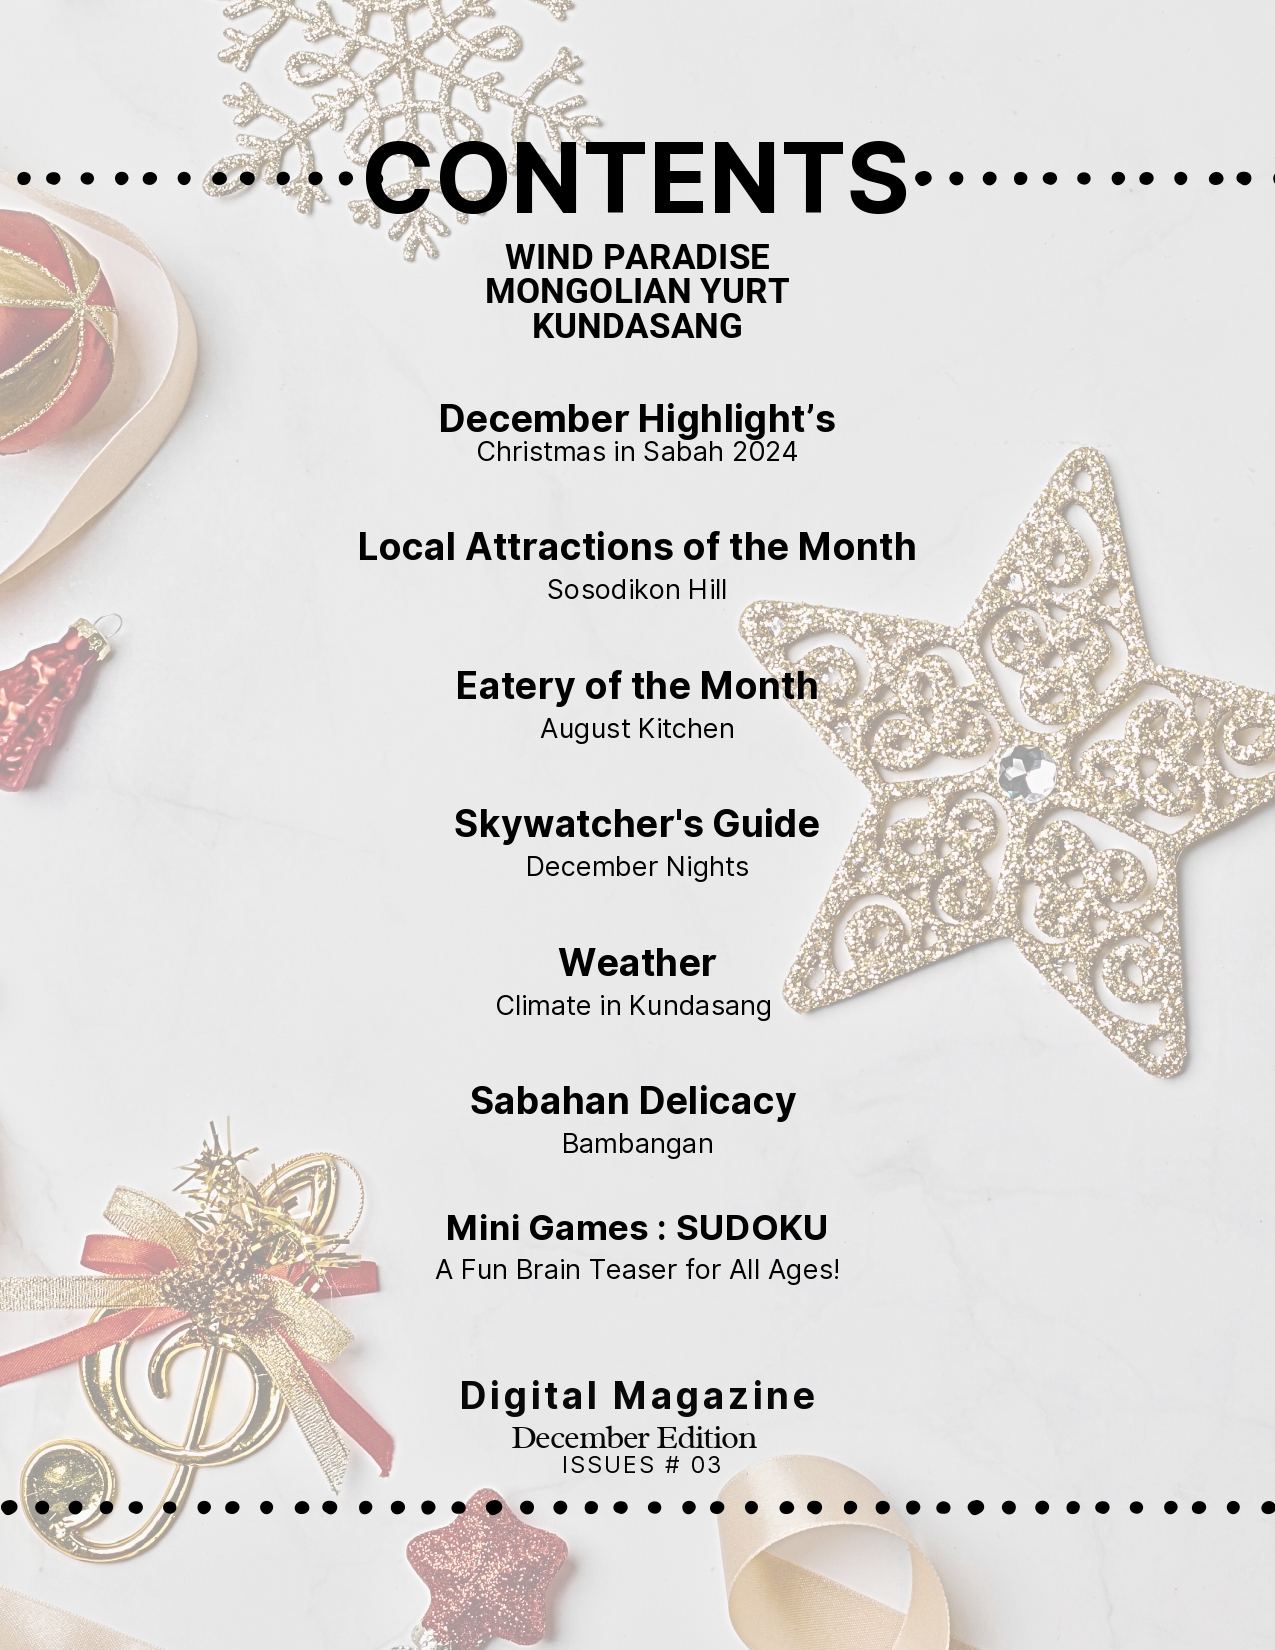 CONTENTS
WIND PARADISE
MONGOLIAN YURT
KUNDASANG
December Highlight’s
Christmas in Sabah 2024
Local Attractions of the Month
Sosodikon Hill
Eatery of the Month
August Kitchen
Skywatcher's Guide
December Nights
Weather
Climate in Kundasang
Sabahan Delicacy
Bambangan
Mini Games : SUDOKU
A Fun Brain Teaser for All Ages!
Digital Magazine
December Edition
ISSUES # 03